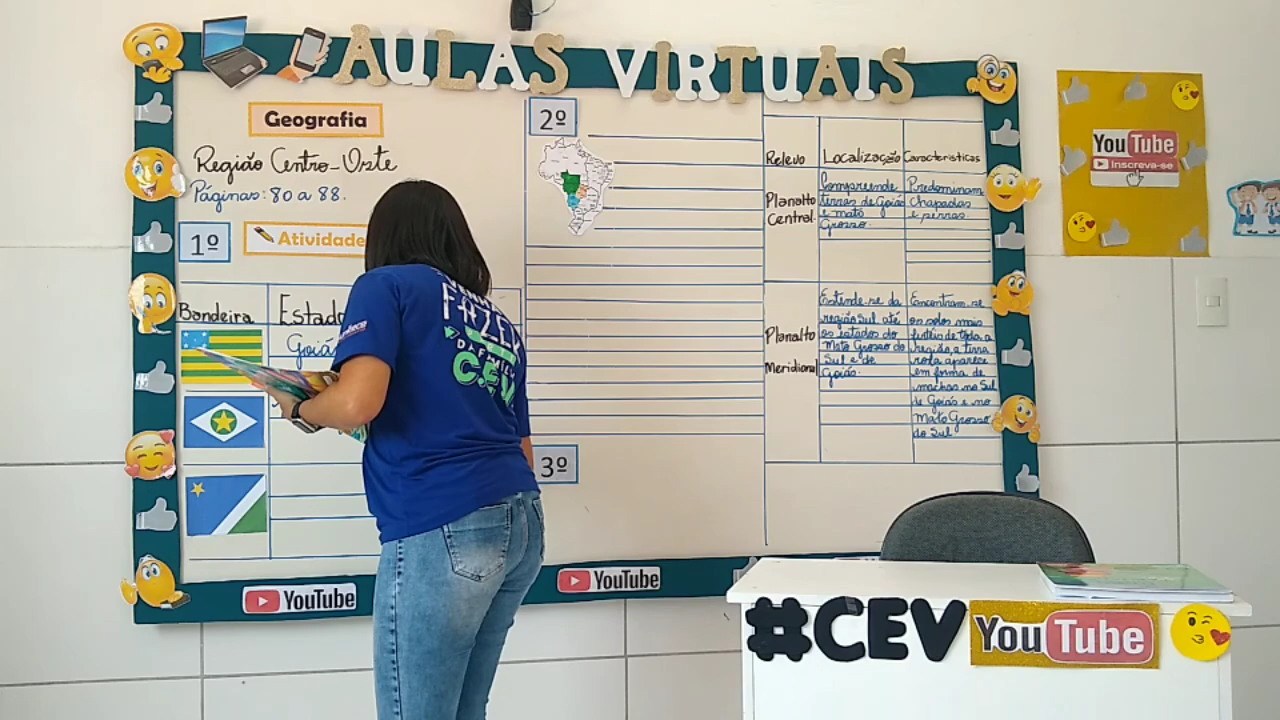 AULAS VIRTUAIS
Geografia
Região Centro-Oste
Páginas: 80 a 88.
1º
Atividade
Bandeira
Estado
Goiás
2º
3º
Relevo
Localização
Características
Planalto
Central.
Compreende
terras de Goiás
e mato
Grosso.
Predominam
chapadas
e serras.
Planalto
Meridional
Estende-se da
região Sul até
os estados do
Mato Grosso do
Sul e de
Goiás.
Encontram-se
os solos mais
férteis de toda a
região, a terra
roxa aparece
em forma de
manchas no Sul
de Goiás e no
Mato Grosso
do Sul
YouTube
YouTube
YouTube
Inscreva-se
FAZER
DA FAMÍLIA
C.E.V
#CEV
YouTube